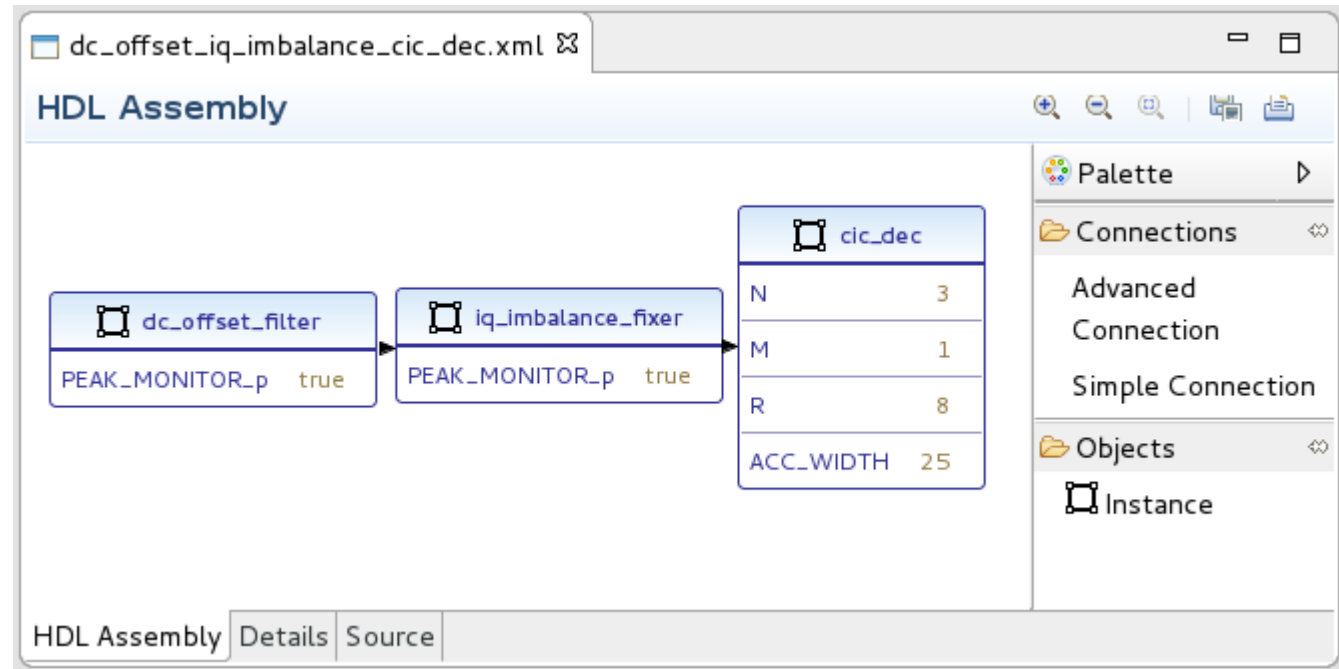 dc_offset_iq_imbalance_cic_dec.xml
HDL Assembly
Palette
Connections
Advanced
Connection
Simple Connection
Objects
Instance
dc_offset_filter
PEAK_MONITOR_p true
iq_imbalance_fixer
PEAK_MONITOR_p true
cic_dec
N 3
M 1
R 8
ACC_WIDTH 25
HDL Assembly Details Source